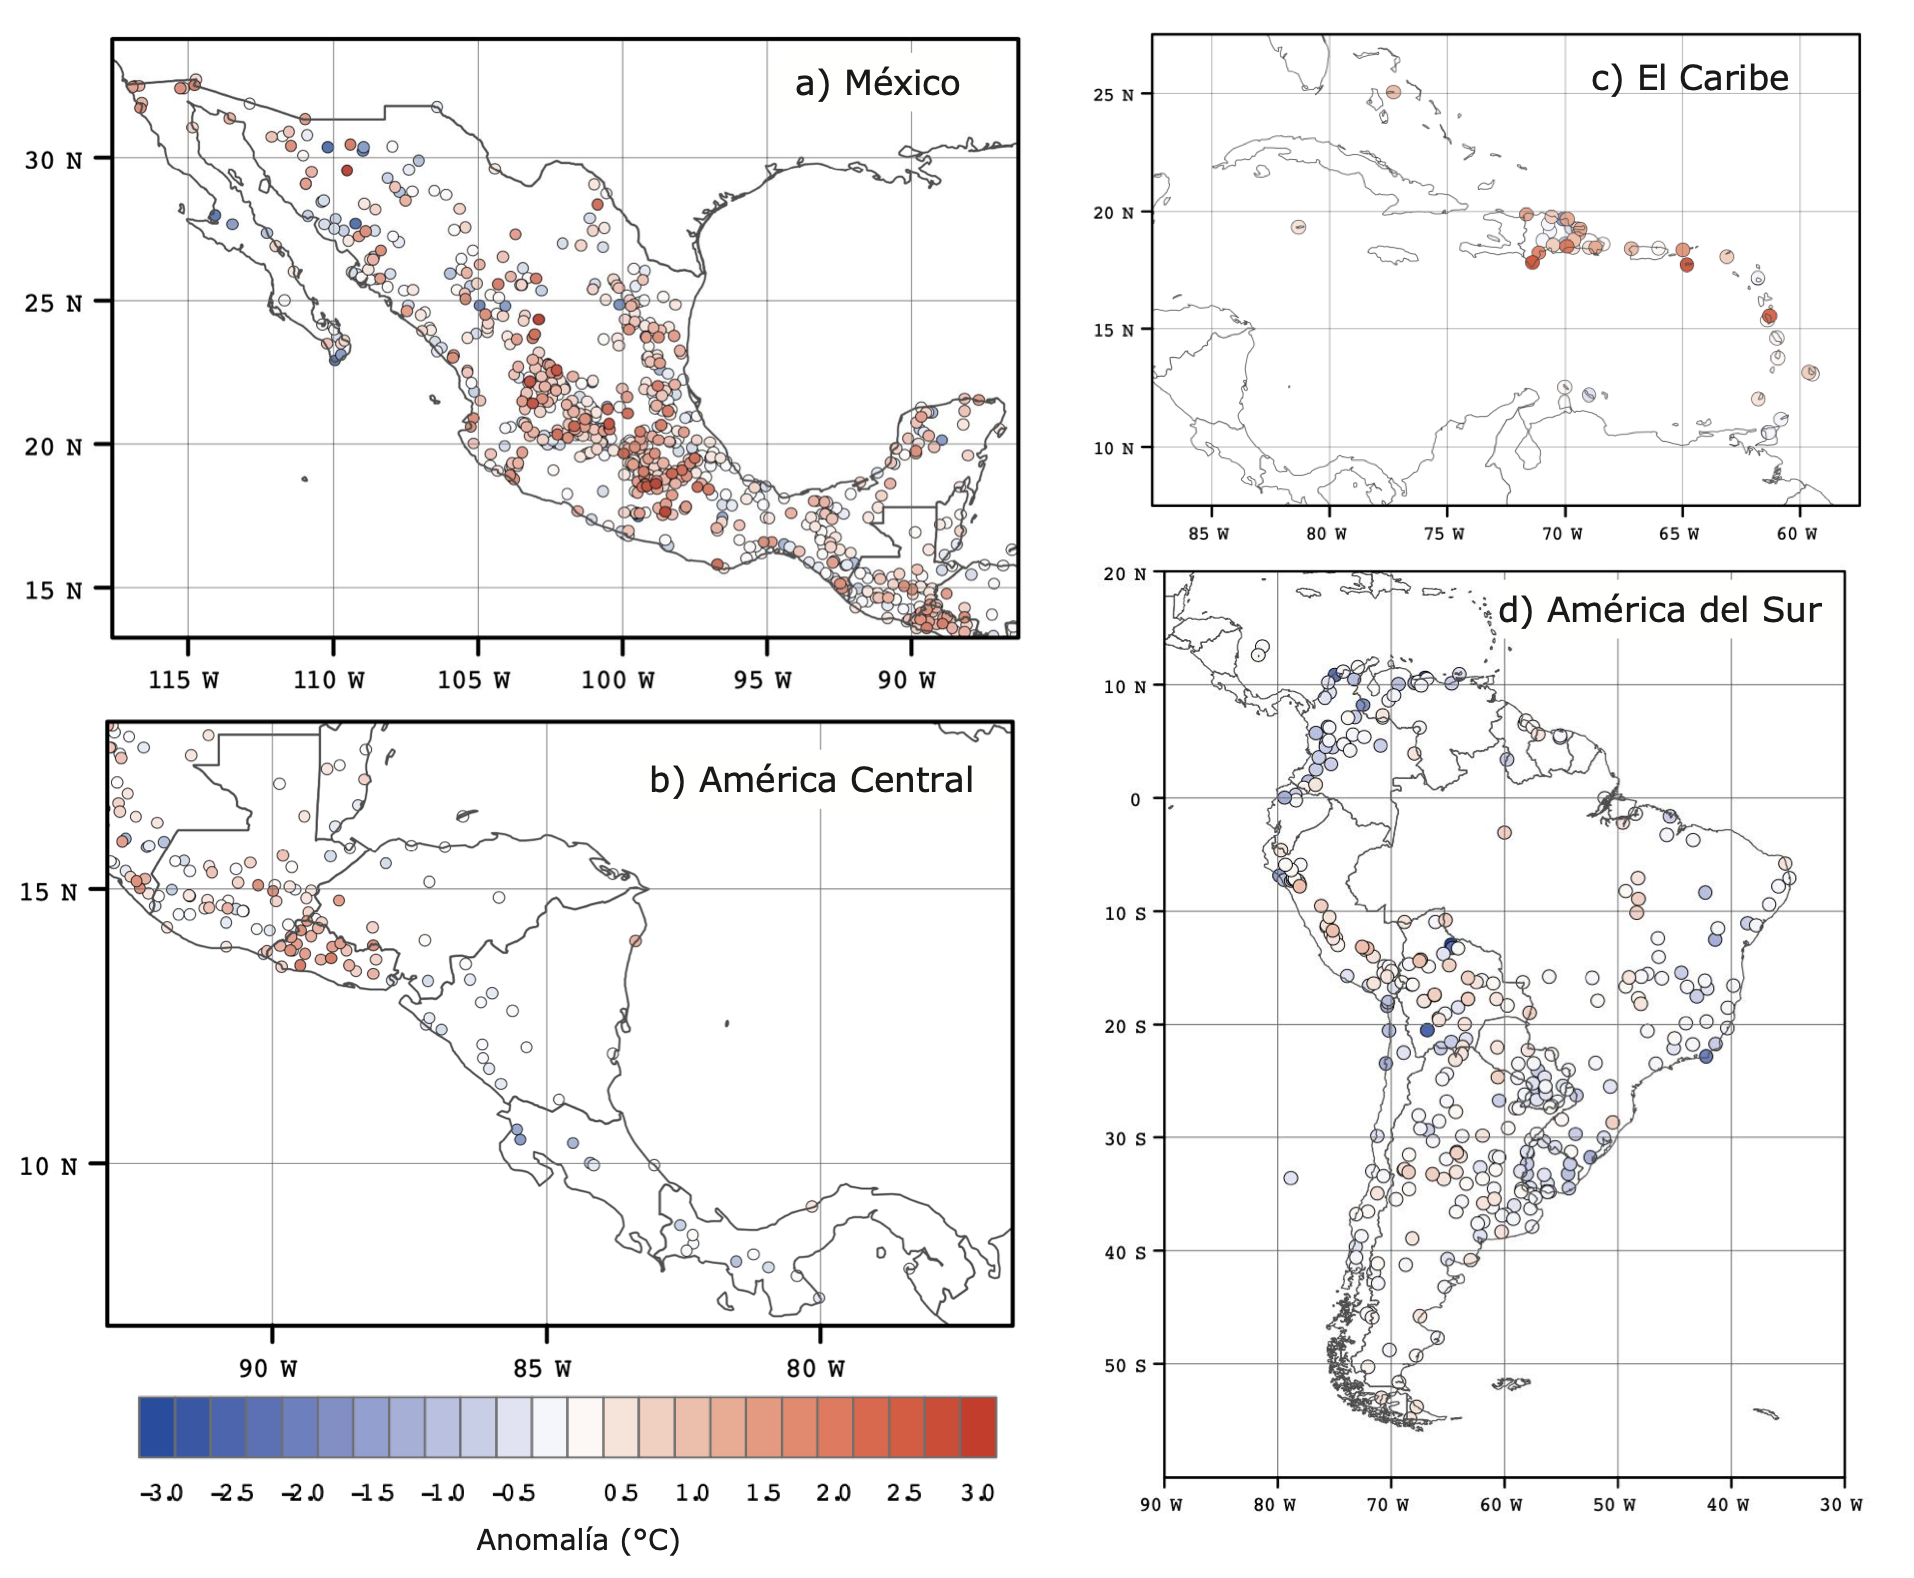 a) México
30 N
25 N
20 N
15 N
115 W 110 W 105 W 100 W 95 W 90 W
b) América Central
15 N
10 N
90 W 85 W 80 W
-3.0 -2.5 -2.0 -1.5 -1.0 -0.5 0.5 1.0 1.5 2.0 2.5 3.0
Anomalía (°C)
c) El Caribe
25 N
20 N
15 N
10 N
85 W 80 W 75 W 70 W 65 W 60 W
d) América del Sur
20 N
10 N
0
10 S
20 S
30 S
40 S
50 S
90 W 80 W 70 W 60 W 50 W 40 W 30 W